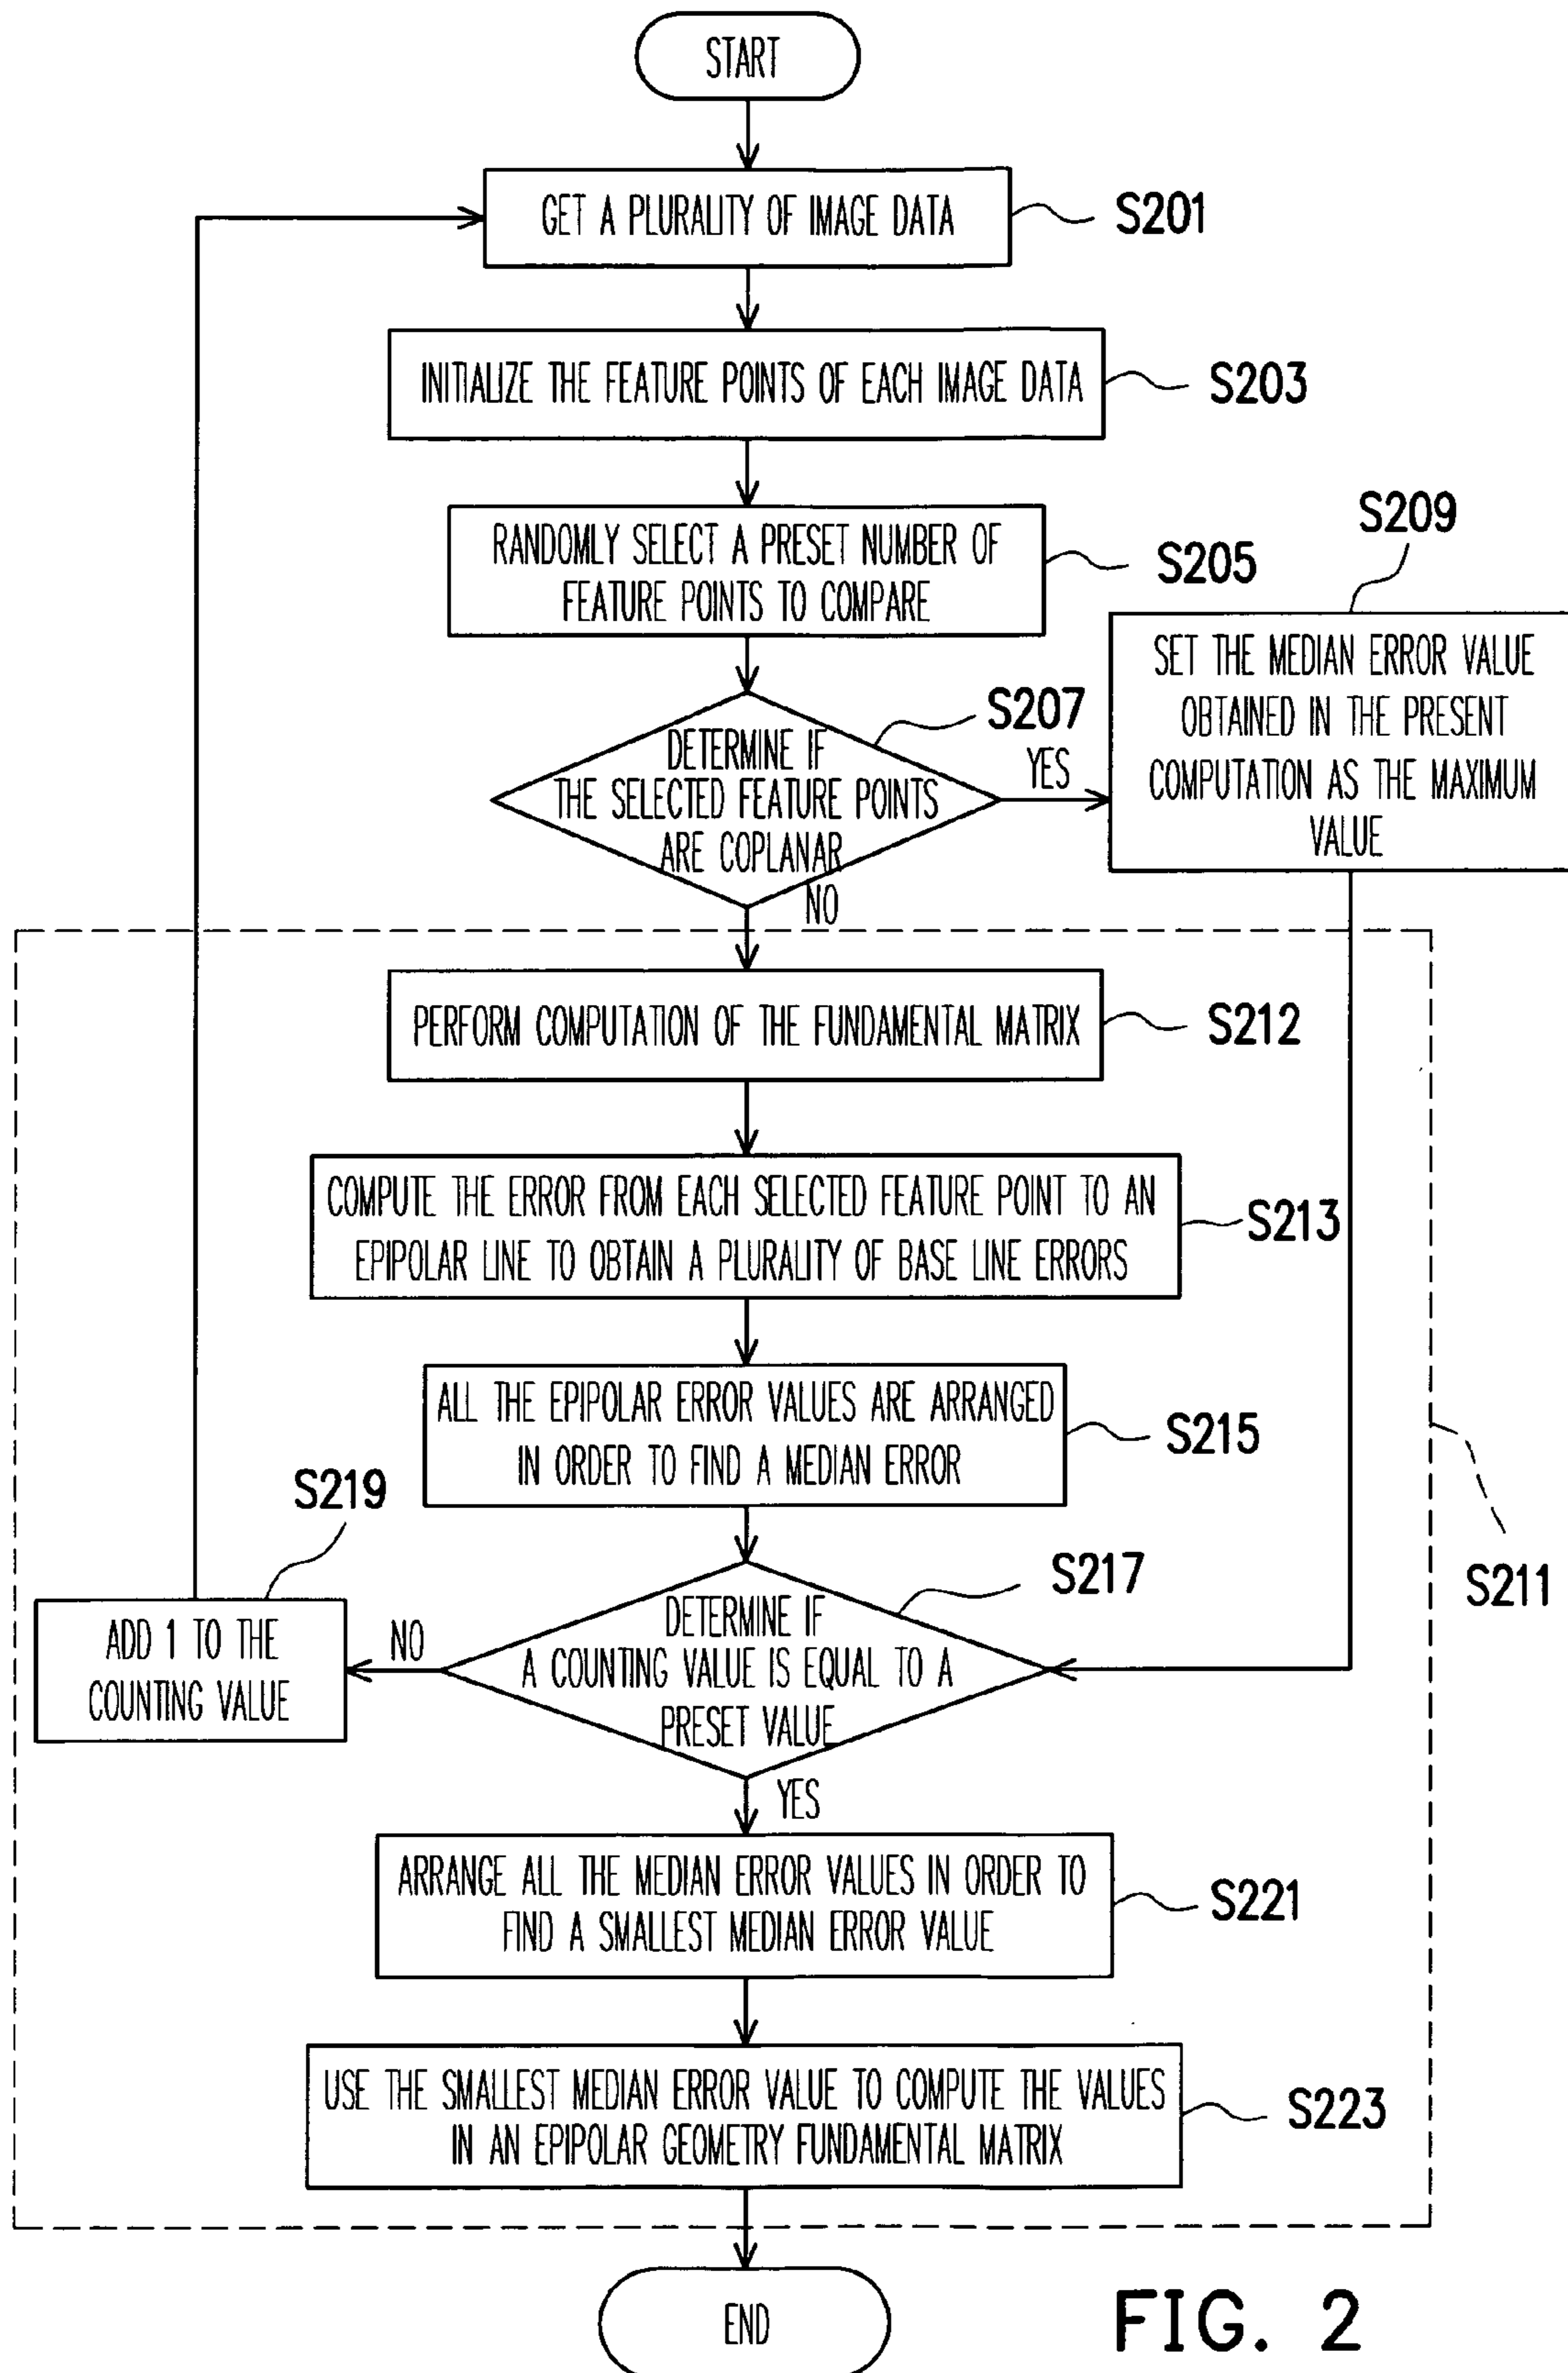 START
GET A PLURALITY OF IMAGE DATA
S201
INITIALIZE THE FEATURE POINTS OF EACH IMAGE DATA
S203
RANDOMLY SELECT A PRESET NUMBER OF
FEATURE POINTS TO COMPARE
S205
S209
SET THE MEDIAN ERROR VALUE
OBTAINED IN THE PRESENT
COMPUTATION AS THE MAXIMUM
VALUE
S207
DETERMINE IF
THE SELECTED FEATURE POINTS
ARE COPLANAR
YES
NO
PERFORM COMPUTATION OF THE FUNDAMENTAL MATRIX
S212
COMPUTE THE ERROR FROM EACH SELECTED FEATURE POINT TO AN
EPIPOLAR LINE TO OBTAIN A PLURALITY OF BASE LINE ERRORS
S213
ALL THE EPIPOLAR ERROR VALUES ARE ARRANGED
IN ORDER TO FIND A MEDIAN ERROR
S215
S219
ADD 1 TO THE
COUNTING VALUE
NO
S217
DETERMINE IF
A COUNTING VALUE IS EQUAL TO A
PRESET VALUE
S211
YES
ARRANGE ALL THE MEDIAN ERROR VALUES IN ORDER TO
FIND A SMALLEST MEDIAN ERROR VALUE
S221
USE THE SMALLEST MEDIAN ERROR VALUE TO COMPUTE THE VALUES
IN AN EPIPOLAR GEOMETRY FUNDAMENTAL MATRIX
S223
END
FIG. 2